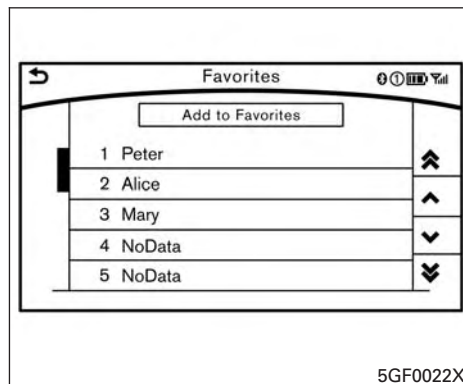 Favorites
Add to Favorites
1 Peter
2 Alice
3 Mary
4 NoData
5 NoData
5GF0022X